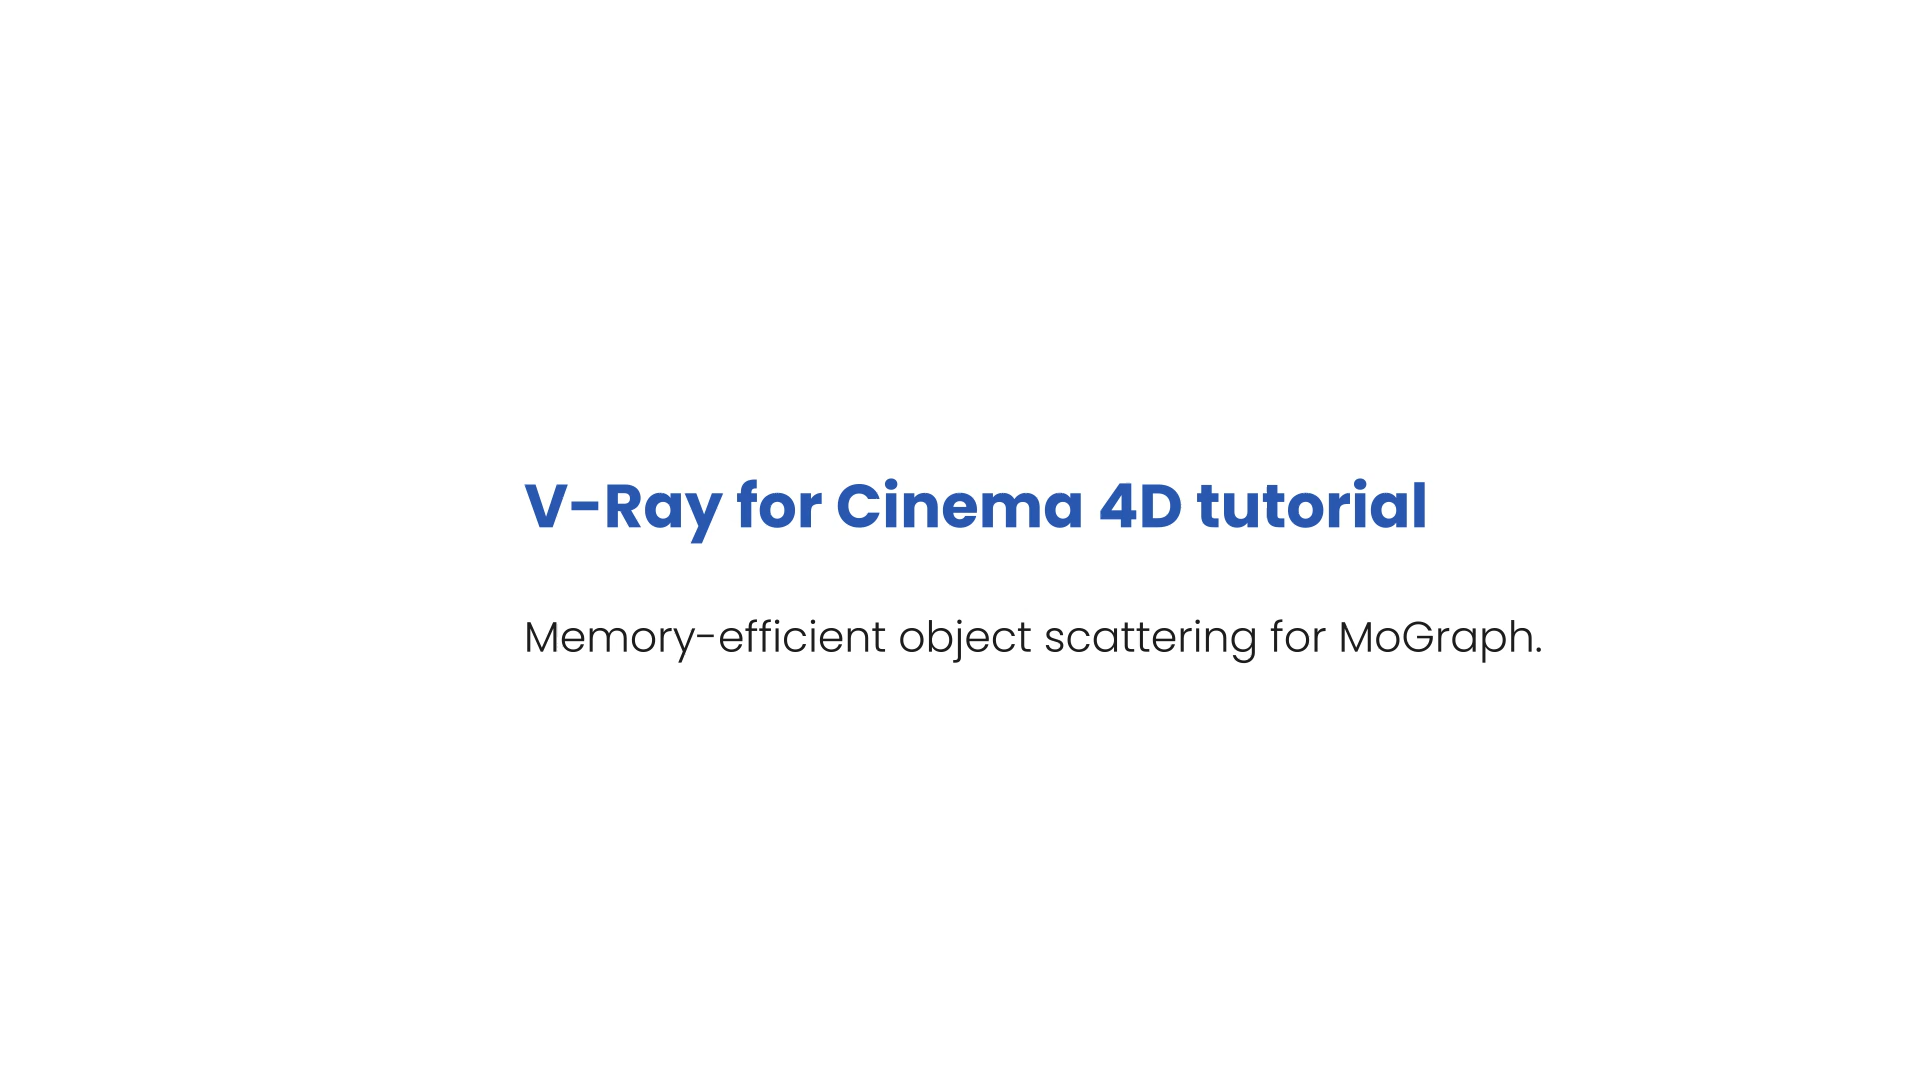 V-Ray for Cinema 4D tutorial
Memory-efficient object scattering for MoGraph.